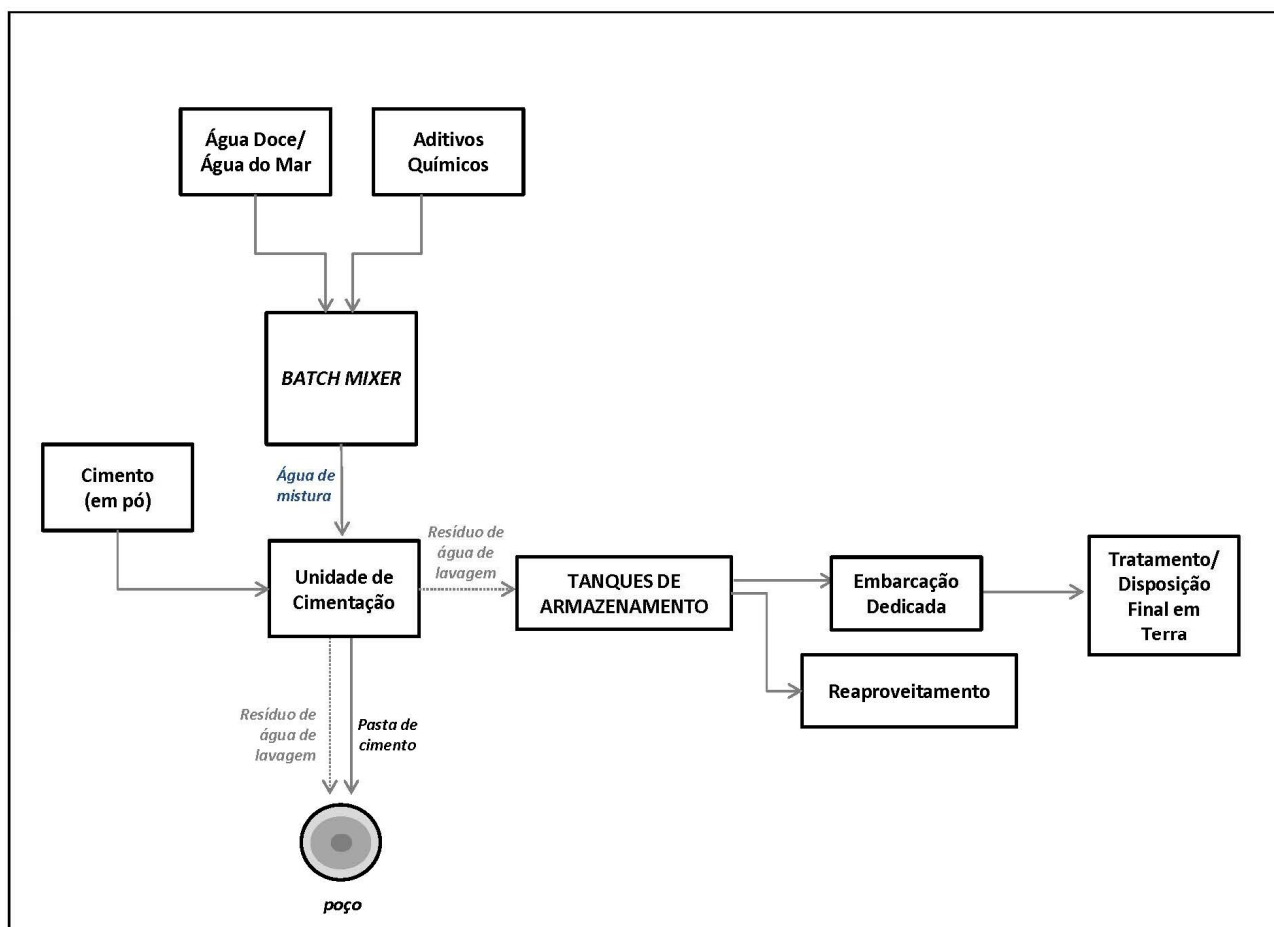 Água Doce/
Água do Mar
Aditivos
Químicos
BATCH MIXER
Cimento
(em pó)
Água de
mistura
Unidade de
Cimentação
Resíduo de
água de
lavagem
TANQUES DE
ARMAZENAMENTO
Embarcação
Dedicada
Tratamento/
Disposição
Final em
Terra
Reaproveitamento
Resíduo de
água de
lavagem
Pasta de
cimento
poço